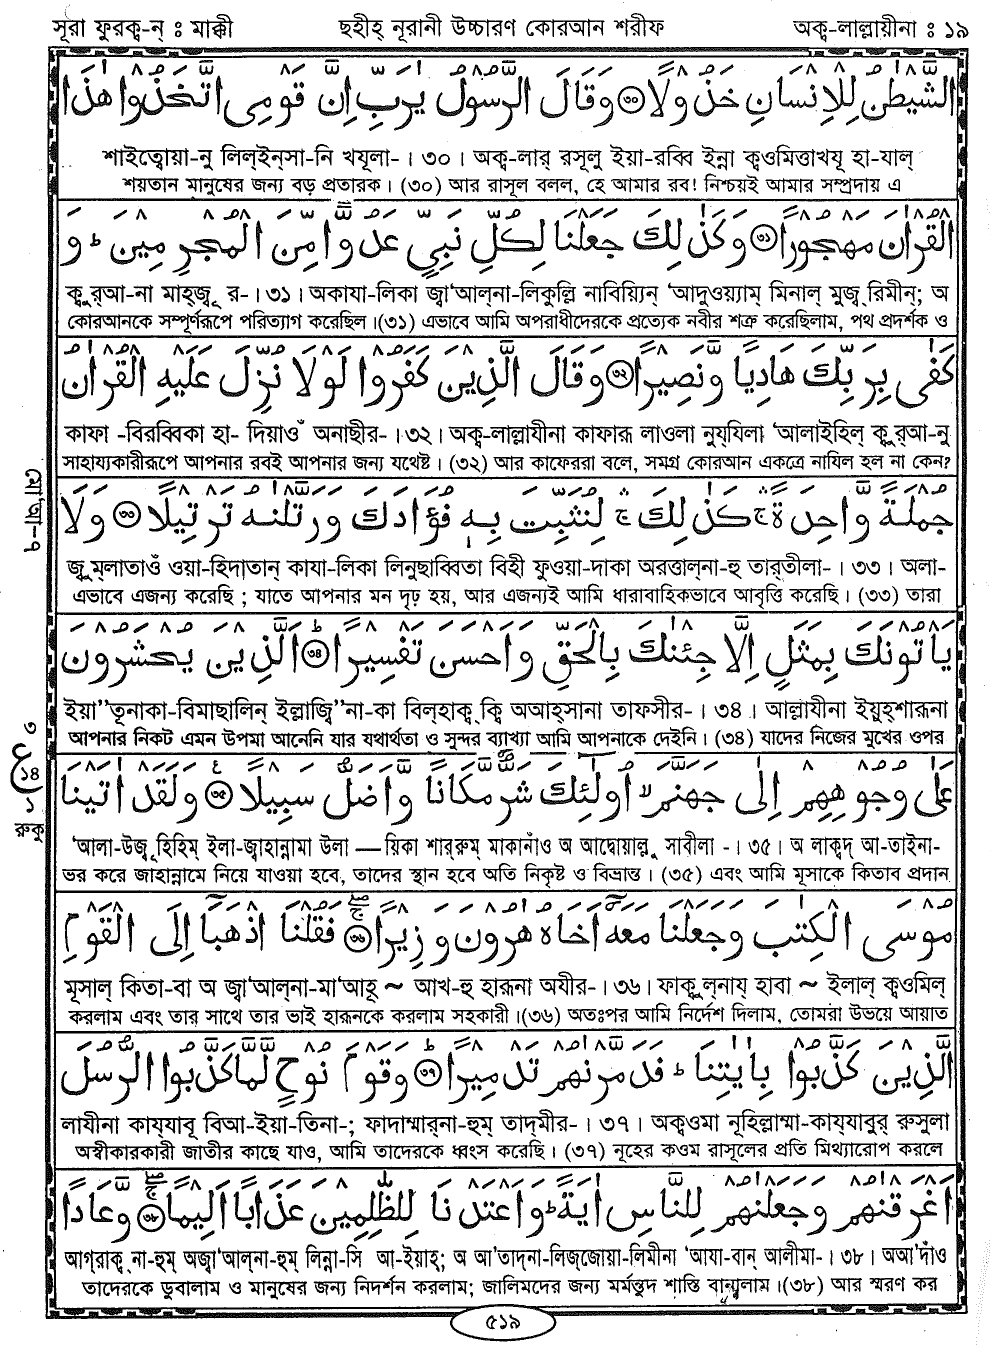 সূরা ফুরক্ব-ন্ : মাক্কী
ছহীহ্ নূরানী উচ্চারণ কোরআন শরীফ
অক্ব-লাল্লাযীনা : ১৯
الشَّيْطٰنُ لِلْاِنْسَانِ خَذُوْلًا ﴿٣٠﴾ وَقَالَ الرَّسُوْلُ يٰرَبِّ اِنَّ قَوْمِى اتَّخَذُوْا هٰذَا
শাইত্বোয়া-নু লিল্ইন্‌সা-নি খযূলা-। ৩০। অক্ব-লার্ রসূলু ইয়া-রব্বি ইন্না ক্বওমিত্তাখযূ হা-যাল্
শয়তান মানুষের জন্য বড় প্রতারক। (৩০) আর রাসূল বলল, হে আমার রব! নিশ্চয়ই আমার সম্প্রদায় এ
الْقُرْاٰنَ مَهْجُوْرًا ﴿٣١﴾ وَكَذٰلِكَ جَعَلْنَا لِكُلِّ نَبِىٍّ عَدُوًّا مِّنَ الْمُجْرِمِيْنَ ؕ وَ
ক্বুর্‌আ-না মাহ্‌জূর-। ৩১। অকাযা-লিকা জ্বা'আল্‌না-লিকুল্লি নাবিয়্যিন্ 'আদুওয়্যাম্ মিনাল্ মুজ্ব্‌রিমীন্; অ
কোরআনকে সম্পূর্ণরূপে পরিত্যাগ করেছিল।(৩১) এভাবে আমি অপরাধীদেরকে প্রত্যেক নবীর শত্রু করেছিলাম, পথ প্রদর্শক ও
كَفٰى بِرَبِّكَ هَادِيًا وَّنَصِيْرًا ﴿٣٢﴾ وَقَالَ الَّذِيْنَ كَفَرُوْا لَوْلَا نُزِّلَ عَلَيْهِ الْقُرْاٰنُ
কাফা -বিরব্বিকা হা- দিয়াওঁ অনাছীর-। ৩২। অক্ব-লাল্লাযীনা কাফারূ লাওলা নুয্‌যিলা 'আলাইহিল্ ক্বুর্‌আ-নু
সাহায্যকারীরূপে আপনার রবই আপনার জন্য যথেষ্ট। (৩২) আর কাফেররা বলে, সমগ্র কোরআন একত্রে নাযিল হল না কেন?
جُمْلَةً وَّاحِدَةً ۛۚ كَذٰلِكَ ۛۚ لِنُثَبِّتَ بِهٖ فُؤَادَكَ وَرَتَّلْنٰهُ تَرْتِيْلًا ﴿٣٣﴾ وَلَا
জ্বুম্‌লাতাওঁ ওয়া-হিদাতান্ কাযা-লিকা লিনুছাব্বিতা বিহী ফুওয়া-দাকা অরত্তাল্‌না-হু তার্‌তীলা-। ৩৩। অলা-
এভাবে এজন্য করেছি ; যাতে আপনার মন দৃঢ় হয়, আর এজন্যই আমি ধারাবাহিকভাবে আবৃত্তি করেছি। (৩৩) তারা
يَاْتُوْنَكَ بِمَثَلٍ اِلَّا جِئْنٰكَ بِالْحَقِّ وَاَحْسَنَ تَفْسِيْرًا ﴿٣٤﴾ اَلَّذِيْنَ يُحْشَرُوْنَ
ইয়া''তূনাকা-বিমাছালিন্ ইল্লাজ্বি''না-কা বিল্‌হাক্ব্‌ক্বি অআহ্‌সানা তাফসীর-। ৩৪। আল্লাযীনা ইয়ুহ্‌শারূনা
আপনার নিকট এমন উপমা আনেনি যার যথার্থতা ও সুন্দর ব্যাখ্যা আমি আপনাকে দেইনি। (৩৪) যাদের নিজের মুখের ওপর
عَلٰى وُجُوْهِهِمْ اِلٰى جَهَنَّمَ ۙ اُولٰٓئِكَ شَرٌّ مَّكَانًا وَّاَضَلُّ سَبِيْلًا ﴿٣٥﴾ وَلَقَدْ اٰتَيْنَا
'আলা-উজ্বূহিহিম্ ইলা-জ্বাহান্নামা উলা — য়িকা শার্‌রুম্ মাকানাঁও অ আদ্বোয়াল্লু সাবীলা -। ৩৫। অ লাক্বদ্ আ-তাইনা-
ভর করে জাহান্নামে নিয়ে যাওয়া হবে, তাদের স্থান হবে অতি নিকৃষ্ট ও বিভ্রান্ত। (৩৫) এবং আমি মূসাকে কিতাব প্রদান
مُوْسَى الْكِتٰبَ وَجَعَلْنَا مَعَهٗٓ اَخَاهُ هٰرُوْنَ وَزِيْرًا ﴿٣٦﴾ فَقُلْنَا اذْهَبَآ اِلَى الْقَوْمِ
মূসাল্ কিতা-বা অ জ্বা'আল্‌না-মা'আহূ ~ আখ-হু হারূনা অযীর-। ৩৬। ফাক্বুল্‌নায্ হাবা ~ ইলাল্ ক্বওমিল্
করলাম এবং তার সাথে তার ভাই হারূনকে করলাম সহকারী।(৩৬) অতঃপর আমি নির্দেশ দিলাম, তোমরা উভয়ে আয়াত
الَّذِيْنَ كَذَّبُوْا بِاٰيٰتِنَا ؕ فَدَمَّرْنٰهُمْ تَدْمِيْرًا ﴿٣٧﴾ وَقَوْمَ نُوْحٍ لَّمَّا كَذَّبُوا الرُّسُلَ
লাযীনা কায্‌যাবূ বিআ-ইয়া-তিনা-; ফাদাম্মার্‌না-হুম্ তাদ্‌মীর-। ৩৭। অক্বওমা নূহিল্লাম্মা-কায্‌যাবুর্ রুসুলা
অস্বীকারকারী জাতীর কাছে যাও, আমি তাদেরকে ধ্বংস করেছি। (৩৭) নূহের কওম রাসূলের প্রতি মিথ্যারোপ করলে
اَغْرَقْنٰهُمْ وَجَعَلْنٰهُمْ لِلنَّاسِ اٰيَةً ؕ وَاَعْتَدْنَا لِلظّٰلِمِيْنَ عَذَابًا اَلِيْمًا ﴿٣٨﴾ وَّعَادًا
আগ্‌রাক্ব্‌না-হুম্ অজ্বা'আল্‌না-হুম্ লিন্না-সি আ-ইয়াহ্; অ আ'তাদ্‌না-লিজ্‌জোয়া-লিমীনা 'আযা-বান্ আলীমা-। ৩৮। অআ'দাঁও
তাদেরকে ডুবালাম ও মানুষের জন্য নিদর্শন করলাম; জালিমদের জন্য মর্মন্তুদ শাস্তি বানালাম।(৩৮) আর স্মরণ কর
মো'আ-৭
৩
ع
১৪
১
রুকু
৫১৯